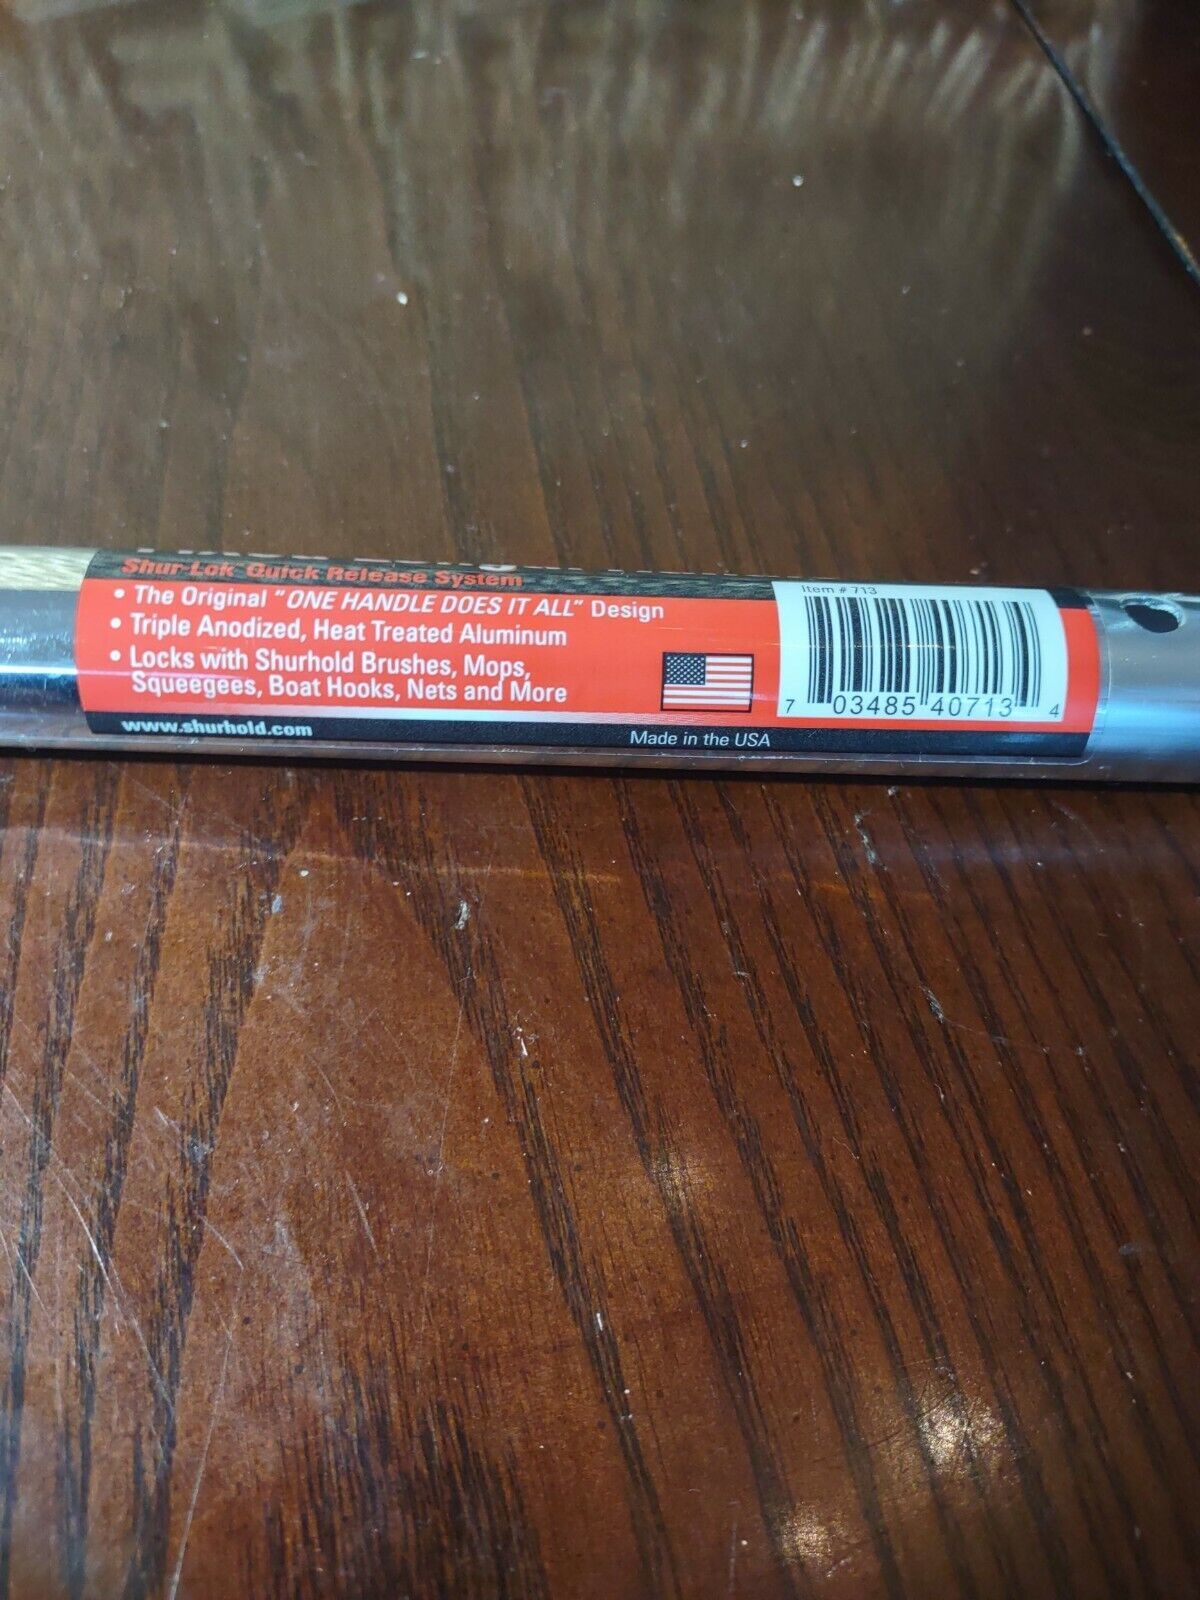 Fixed Length
Shur-Lok Quick Release System
• The Original "ONE HANDLE DOES IT ALL" Design
• Triple Anodized, Heat Treated Aluminum
• Locks with Shurhold Brushes, Mops,
Squeegees, Boat Hooks, Nets and More
www.shurhold.com
Made in the USA
Item # 713
7 03485 40713 4